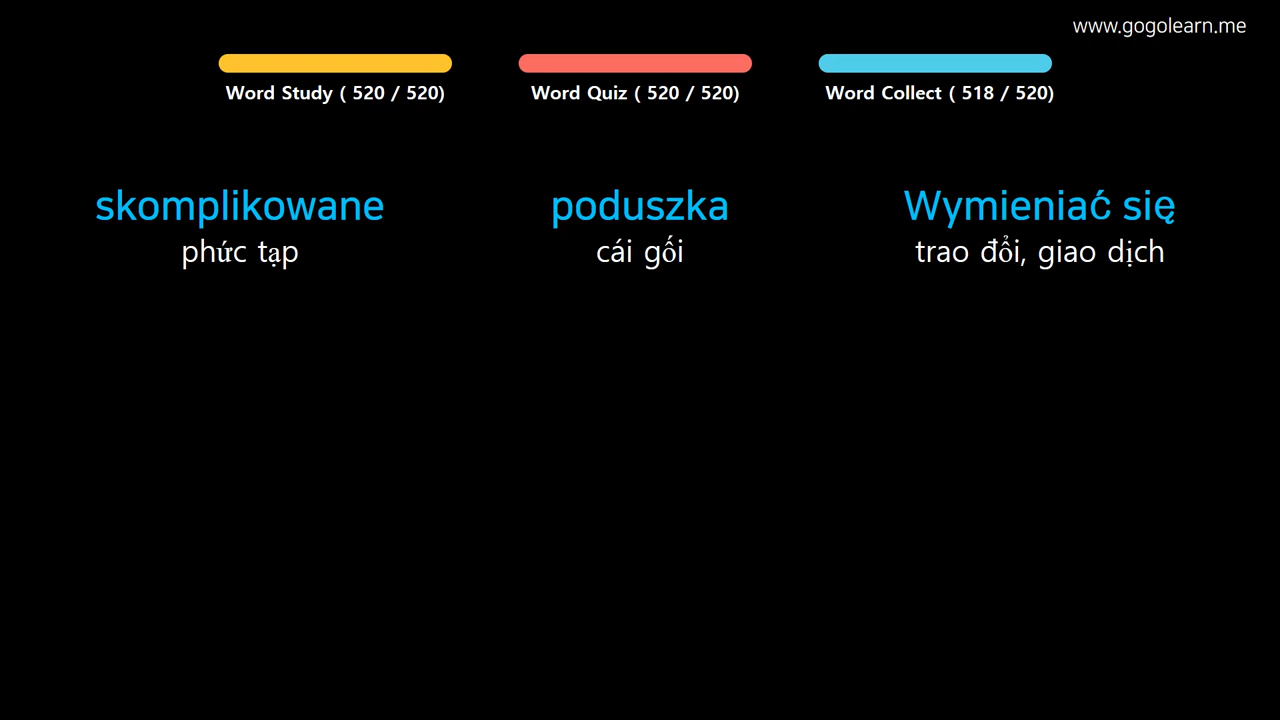 www.gogolearn.me
Word Study ( 520 / 520)
Word Quiz ( 520 / 520)
Word Collect ( 518 / 520)
skomplikowane
phức tạp
poduszka
cái gối
Wymieniać się
trao đổi, giao dịch